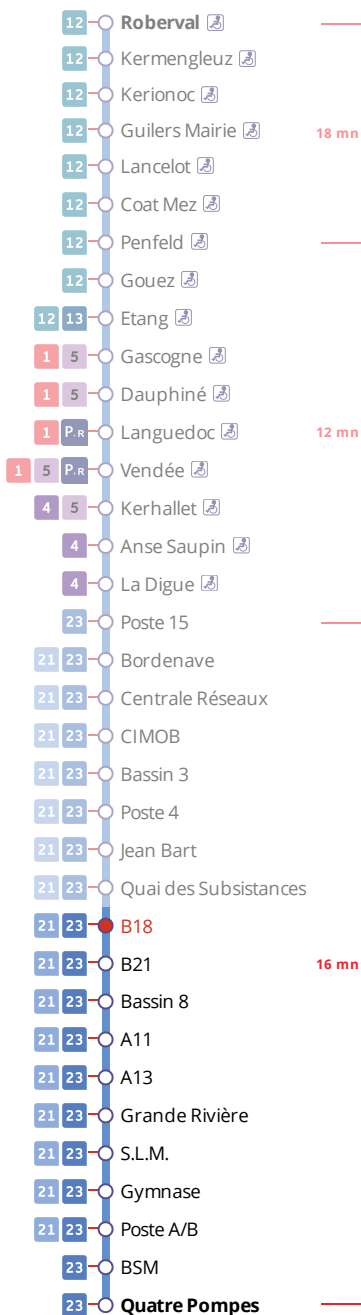 12 Roberval
12 Kermengleuz
12 Kerionoc
12 Guilers Mairie 18 mn
12 Lancelot
12 Coat Mez
12 Penfeld
12 Gouez
12 13 Etang
1 5 Gascogne
1 5 Dauphiné
1 P.R Languedoc 12 mn
1 5 P.R Vendée
4 5 Kerhallet
4 Anse Saupin
4 La Digue
23 Poste 15
21 23 Bordenave
21 23 Centrale Réseaux
21 23 CIMOB
21 23 Bassin 3
21 23 Poste 4
21 23 Jean Bart
21 23 Quai des Subsistances
21 23 B18
21 23 B21 16 mn
21 23 Bassin 8
21 23 A11
21 23 A13
21 23 Grande Rivière
21 23 S.L.M.
21 23 Gymnase
21 23 Poste A/B
23 BSM
23 Quatre Pompes